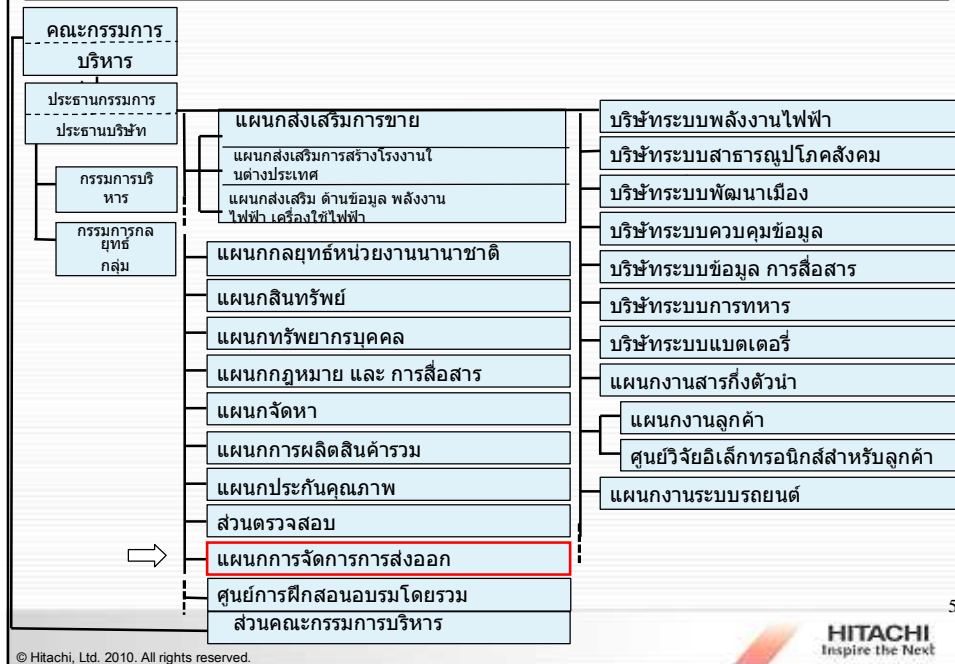 คณะกรรมการ
บริหาร
ประธานกรรมการ
ประธานบริษัท
กรรมการบริ
หาร
กรรมการกล
ยุทธ์
กลุ่ม
แผนกส่งเสริมการขาย
แผนกส่งเสริมการสร้างโรงงานใ
นต่างประเทศ
แผนกส่งเสริม ด้านข้อมูล พลังงาน
ไฟฟ้า เครื่องใช้ไฟฟ้า
แผนกกลยุทธ์หน่วยงานนานาชาติ
แผนกสินทรัพย์
แผนกทรัพยากรบุคคล
แผนกกฎหมาย และ การสื่อสาร
แผนกจัดหา
แผนกการผลิตสินค้ารวม
แผนกประกันคุณภาพ
ส่วนตรวจสอบ
แผนกการจัดการการส่งออก
ศูนย์การฝึกสอนอบรมโดยรวม
ส่วนคณะกรรมการบริหาร
บริษัทระบบพลังงานไฟฟ้า
บริษัทระบบสาธารณูปโภคสังคม
บริษัทระบบพัฒนาเมือง
บริษัทระบบควบคุมข้อมูล
บริษัทระบบข้อมูล การสื่อสาร
บริษัทระบบการทหาร
บริษัทระบบแบตเตอรี่
แผนกงานสารกึ่งตัวนำ
แผนกงานลูกค้า
ศูนย์วิจัยอิเล็กทรอนิกส์สำหรับลูกค้า
แผนกงานระบบรถยนต์
5
HITACHI
Inspire the Next
© Hitachi, Ltd. 2010. All rights reserved.